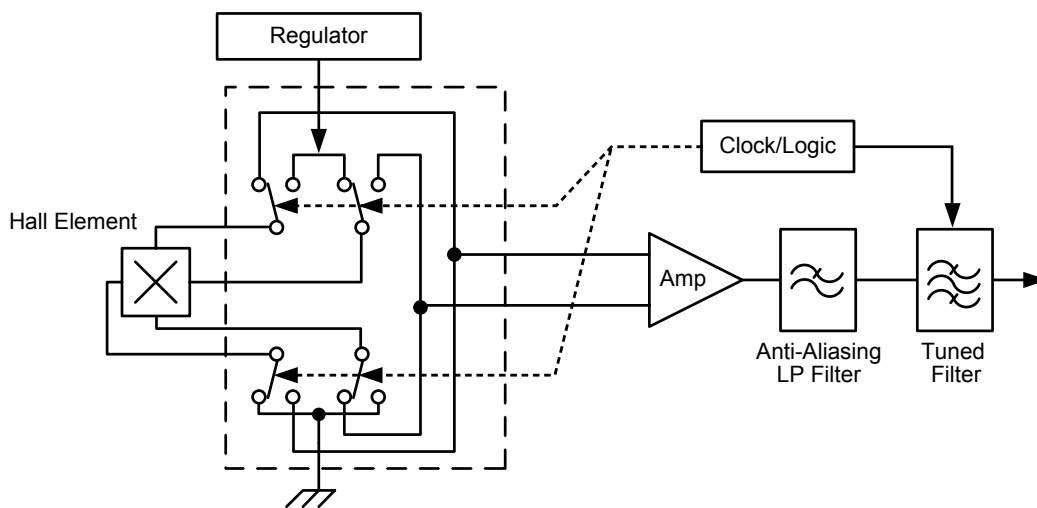 Regulator
Clock/Logic
Hall Element
Amp
Anti-Aliasing
LP Filter
Tuned
Filter